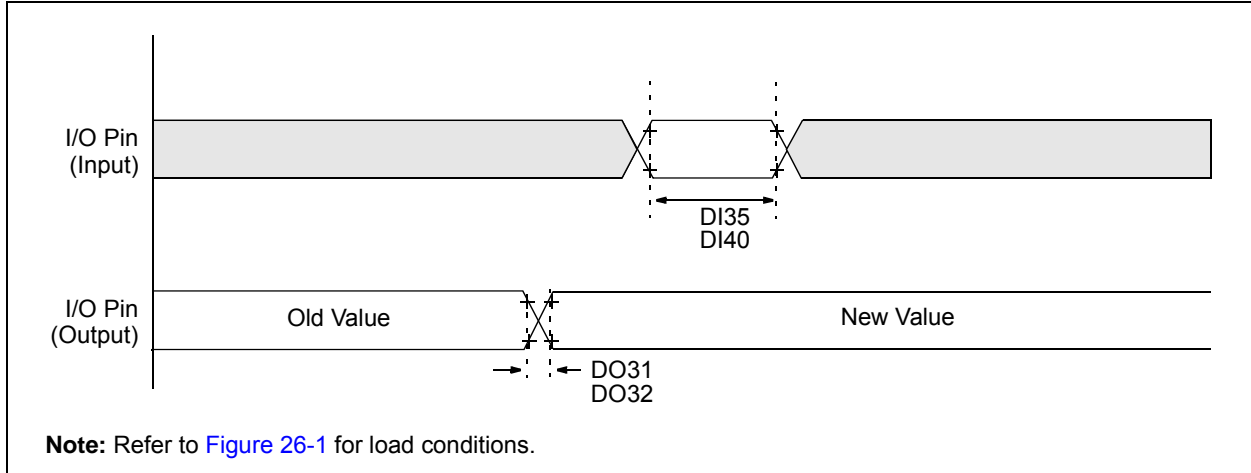 I/O Pin
(Input)
DI35
DI40
I/O Pin
(Output)
Old Value
New Value
DO31
DO32
Note: Refer to Figure 26-1 for load conditions.